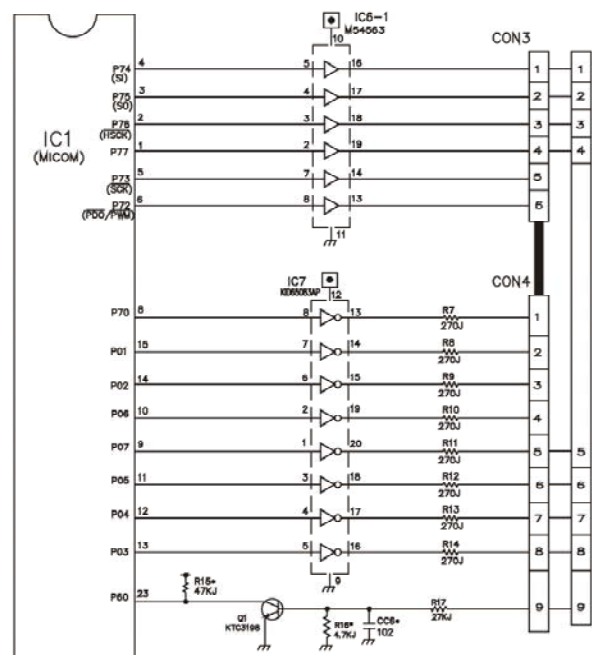 IC6-1
M54563
10
CON3
P74 4 5 16 1 1
(SI)
P75 3 4 17 2 2
(SO)
P76 2 3 18 3 3
(HSCK)
IC1
(MICOM)
P77 1 2 19 4 4
P73 5 7 14 5
(SCK)
P72 6 8 13 6
(PDO/PWM)
11
IC7
KID65083AP
12
CON4
P70 8 8 13 R7 1
270J
P01 15 7 14 R8 2
270J
P02 14 6 15 R9 3
270J
P06 10 2 19 R10 4
270J
P07 9 1 20 R11 5 5
270J
P05 11 3 18 R12 6 6
270J
P04 12 4 17 R13 7 7
270J
P03 13 5 16 R14 8 8
270J
9
R15*
47KJ
P60 23
Q1
KTC3198
R16*
4.7KJ
CC6*
102
R17
27KJ
9 9